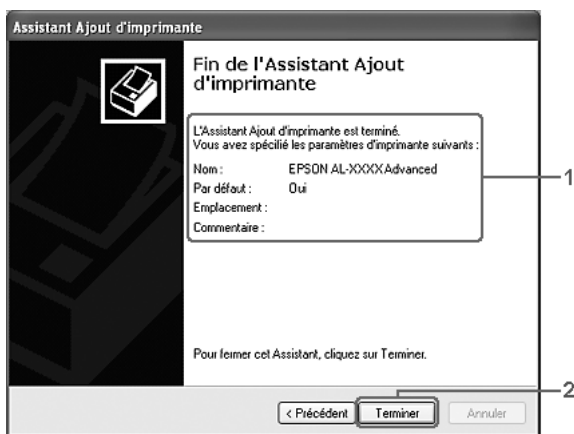 Assistant Ajout d'imprimante
Fin de l'Assistant Ajout
d'imprimante
L'Assistant Ajout d'imprimante est terminé.
Vous avez spécifié les paramètres d'imprimante suivants :
Nom : EPSON AL-XXXX Advanced
Par défaut : Oui
Emplacement :
Commentaire :
1
Pour fermer cet Assistant, cliquez sur Terminer.
2
< Précédent Terminer Annuler